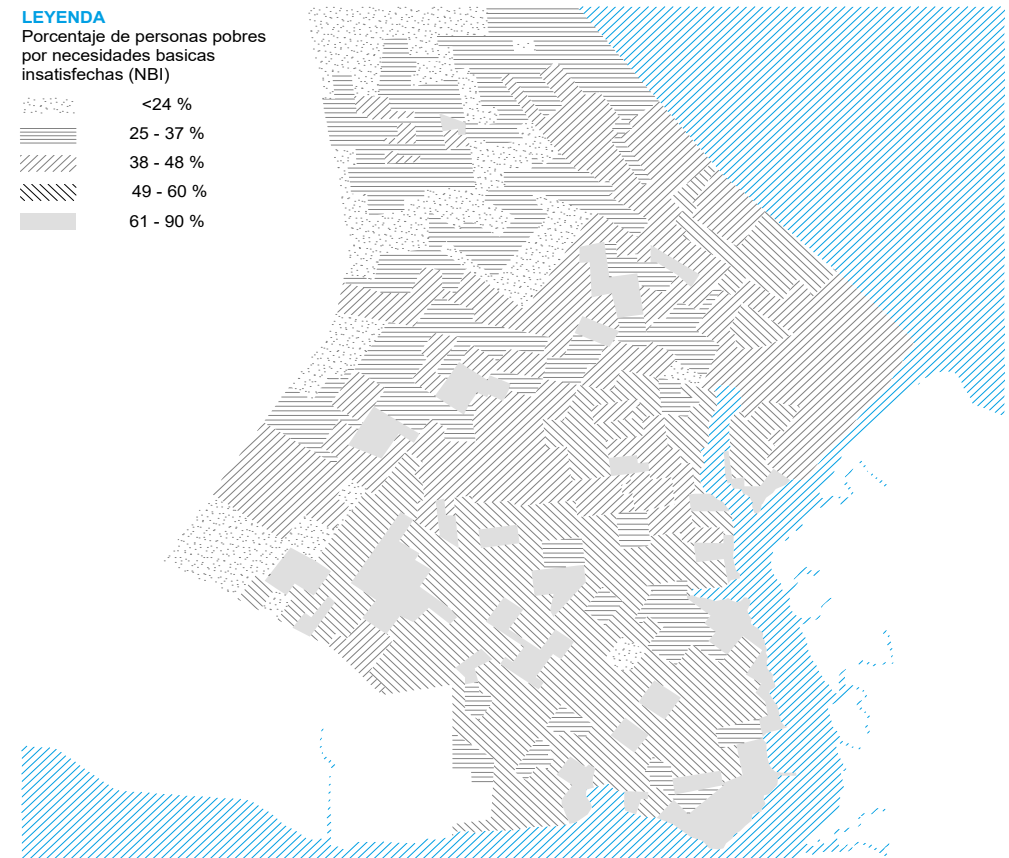 LEYENDA
Porcentaje de personas pobres
por necesidades basicas
insatisfechas (NBI)
<24 %
25 - 37 %
38 - 48 %
49 - 60 %
61 - 90 %